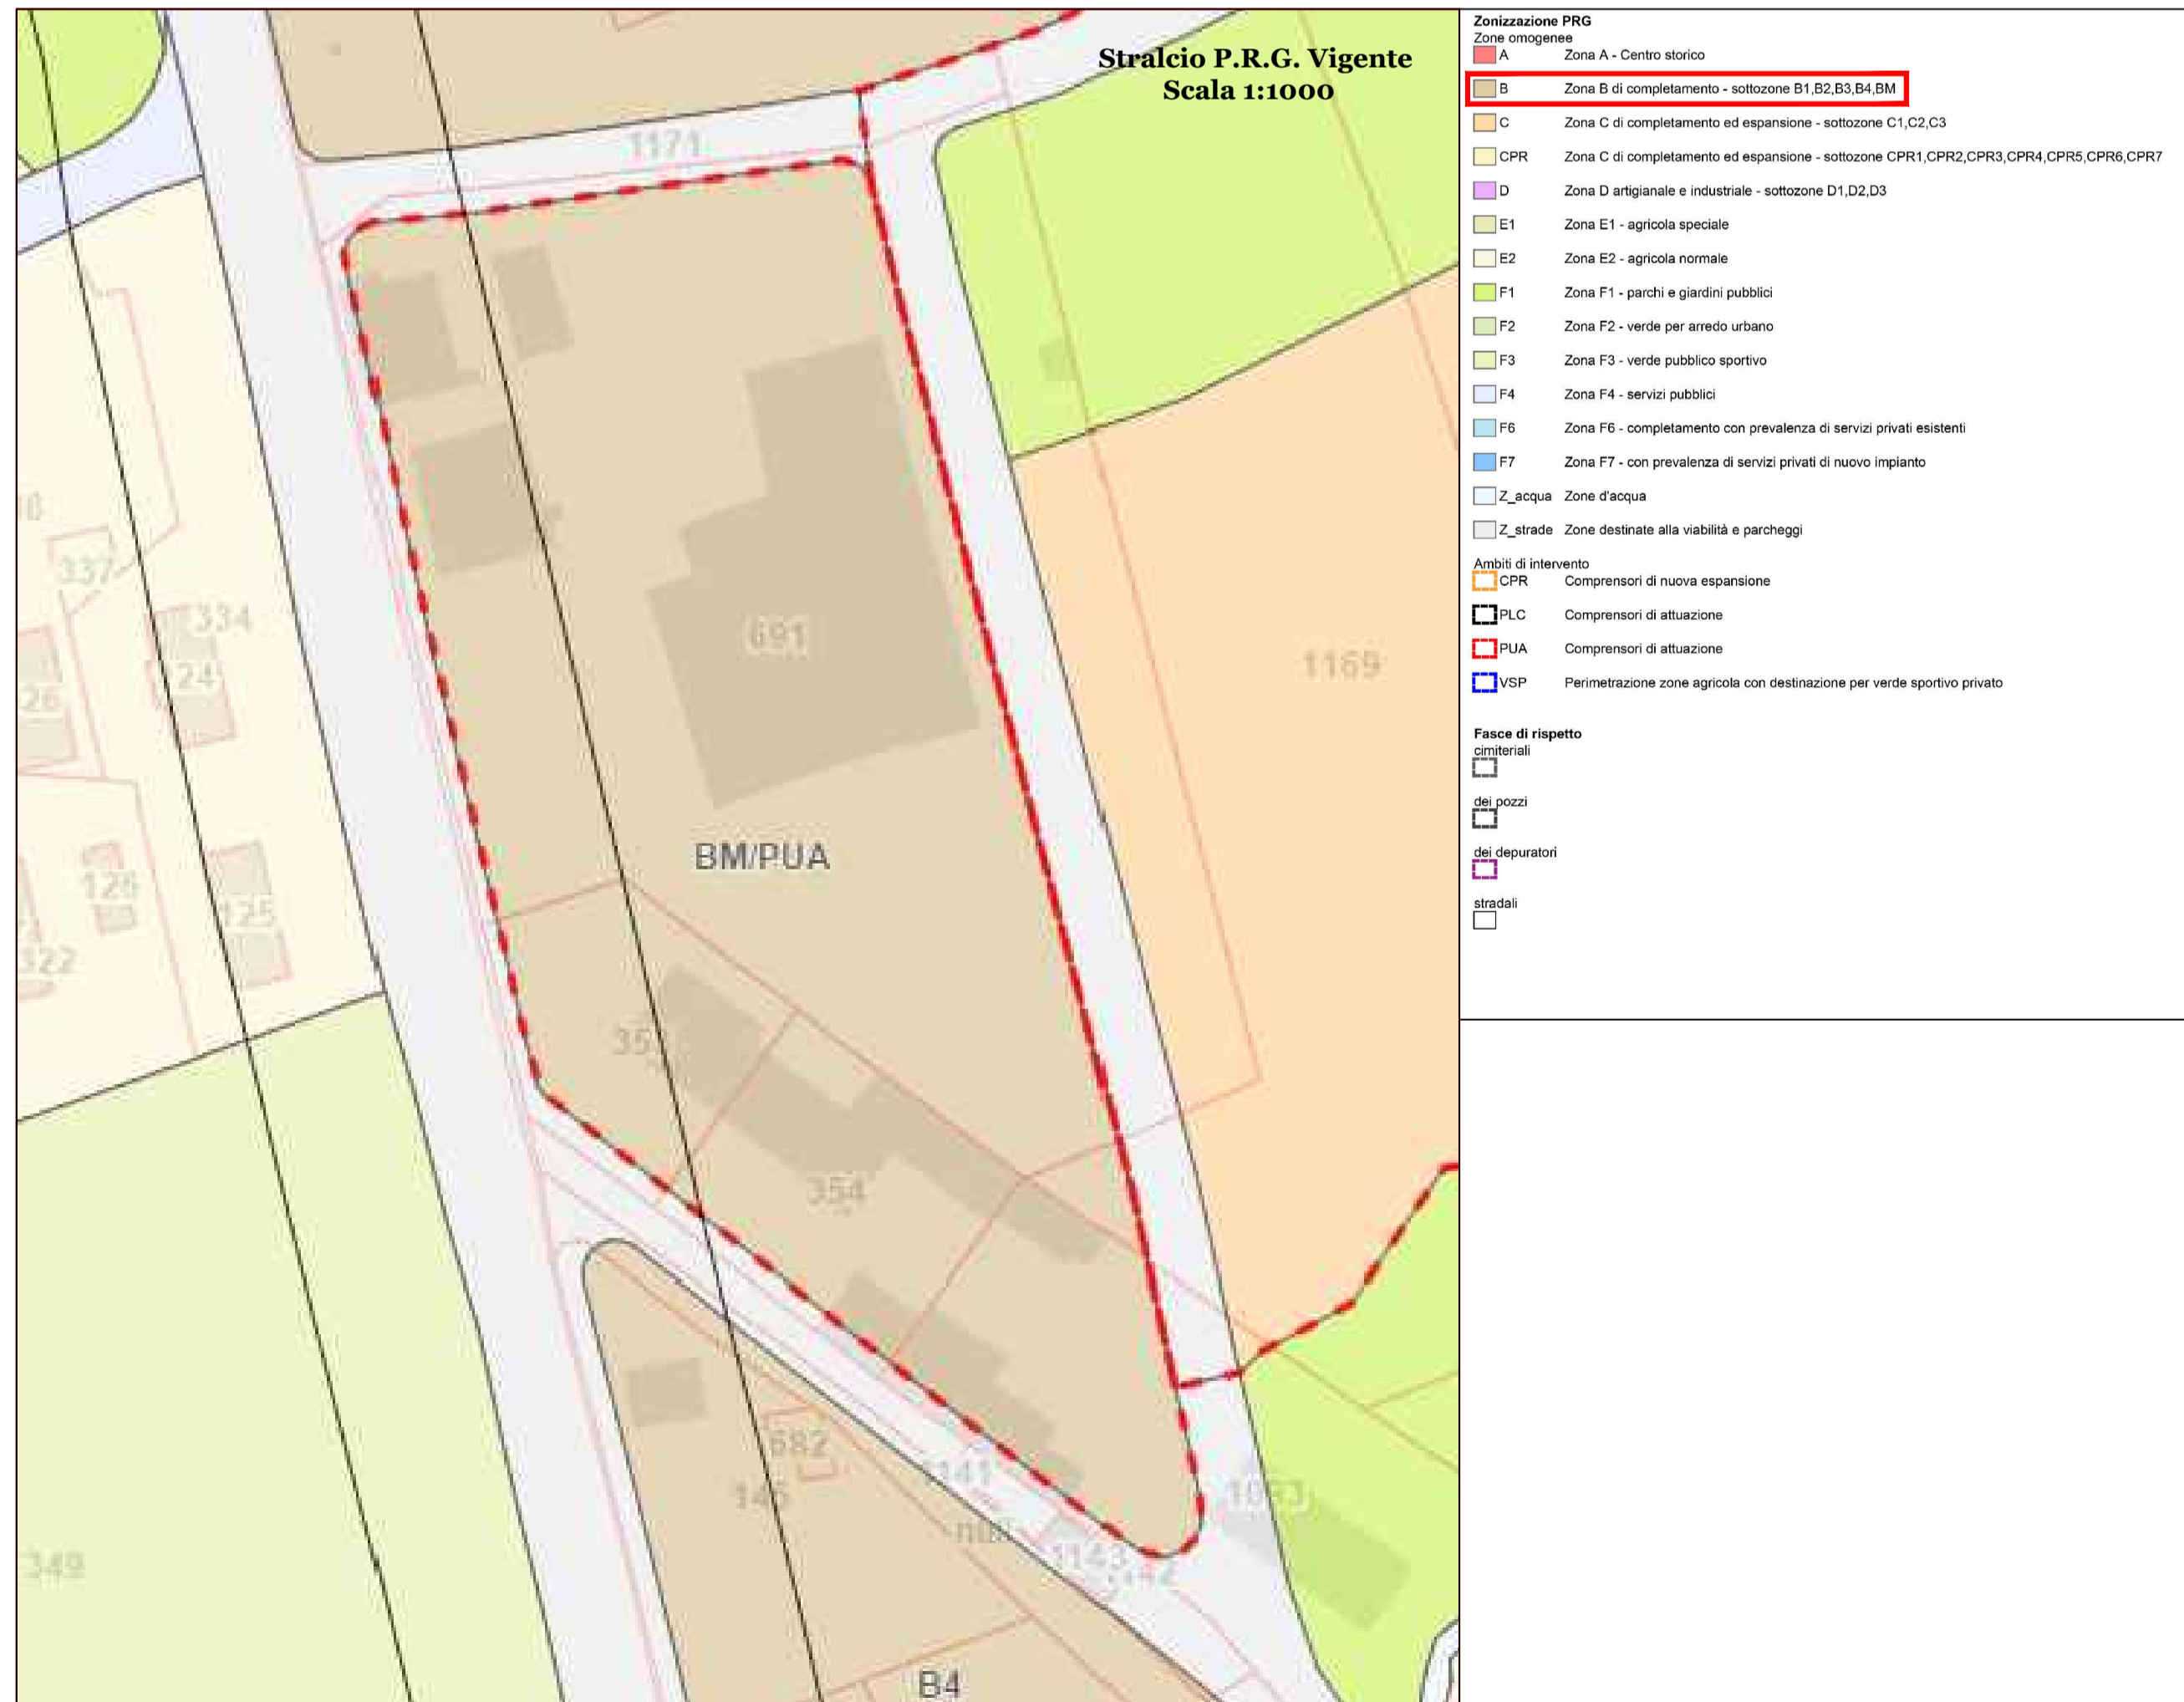 Stralcio P.R.G. Vigente
Scala 1:1000
1171
337
334
124
26
691
1169
126
125
322
BM/PUA
354
682
1141
1143
349
B4
Zonizzazione PRG
Zone omogenee
A Zona A - Centro storico
B Zona B di completamento - sottozone B1,B2,B3,B4,BM
C Zona C di completamento ed espansione - sottozone C1,C2,C3
CPR Zona C di completamento ed espansione - sottozone CPR1,CPR2,CPR3,CPR4,CPR5,CPR6,CPR7
D Zona D artigianale e industriale - sottozone D1,D2,D3
E1 Zona E1 - agricola speciale
E2 Zona E2 - agricola normale
F1 Zona F1 - parchi e giardini pubblici
F2 Zona F2 - verde per arredo urbano
F3 Zona F3 - verde pubblico sportivo
F4 Zona F4 - servizi pubblici
F6 Zona F6 - completamento con prevalenza di servizi privati esistenti
F7 Zona F7 - con prevalenza di servizi privati di nuovo impianto
Z_acqua Zone d'acqua
Z_strade Zone destinate alla viabilità e parcheggi
Ambiti di intervento
CPR Comprensori di nuova espansione
PLC Comprensori di attuazione
PUA Comprensori di attuazione
VSP Perimetrazione zone agricola con destinazione per verde sportivo privato
Fasce di rispetto
cimiteriali
dei pozzi
dei depuratori
stradali